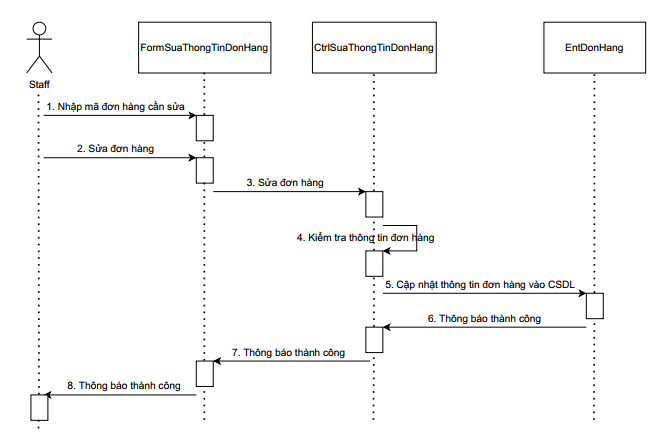 FormSuaThongTinDonHang
CtrlSuaThongTinDonHang
EntDonHang
Staff
1. Nhập mã đơn hàng cần sửa
2. Sửa đơn hàng
3. Sửa đơn hàng
4. Kiểm tra thông tin đơn hàng
5. Cập nhật thông tin đơn hàng vào CSDL
6. Thông báo thành công
7. Thông báo thành công
8. Thông báo thành công